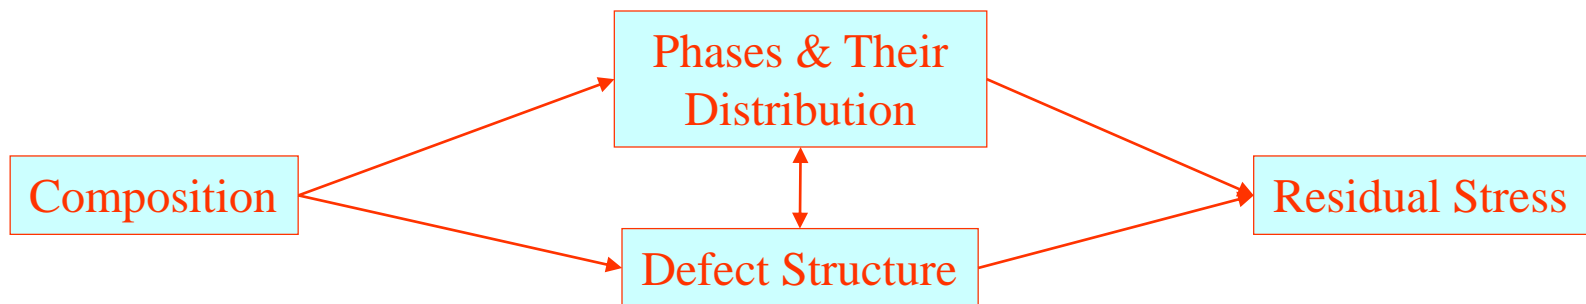 Phases & Their
Distribution
Composition
Residual Stress
Defect Structure